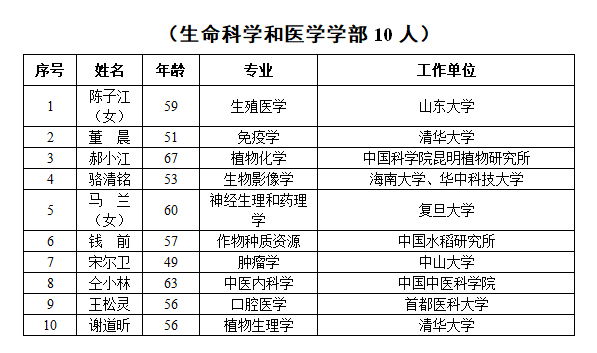 （生命科学和医学学部 10 人）
序号 姓名 年龄 专业 工作单位
1 陈子江（女） 59 生殖医学 山东大学
2 董　晨 51 免疫学 清华大学
3 郝小江 67 植物化学 中国科学院昆明植物研究所
4 骆清铭 53 生物影像学 海南大学、华中科技大学
5 马　兰（女） 60 神经生理和药理学 复旦大学
6 钱　前 57 作物种质资源 中国水稻研究所
7 宋尔卫 49 肿瘤学 中山大学
8 仝小林 63 中医内科学 中国中医科学院
9 王松灵 56 口腔医学 首都医科大学
10 谢道昕 56 植物生理学 清华大学